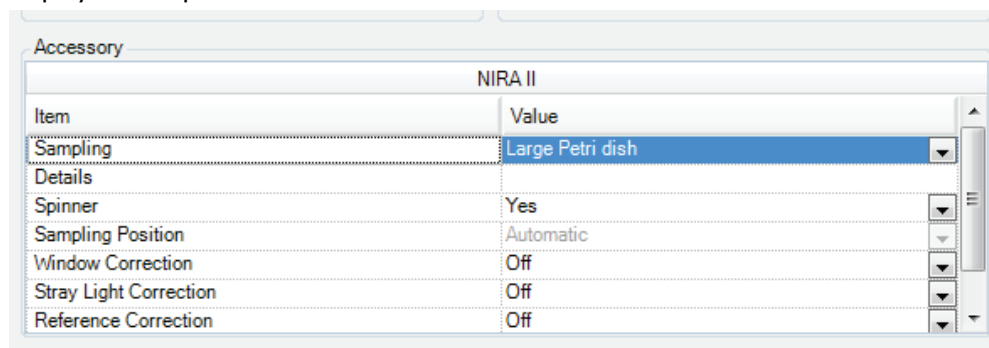 Accessory
NIRA II
Item Value
Sampling Large Petri dish
Details
Spinner Yes
Sampling Position Automatic
Window Correction Off
Stray Light Correction Off
Reference Correction Off